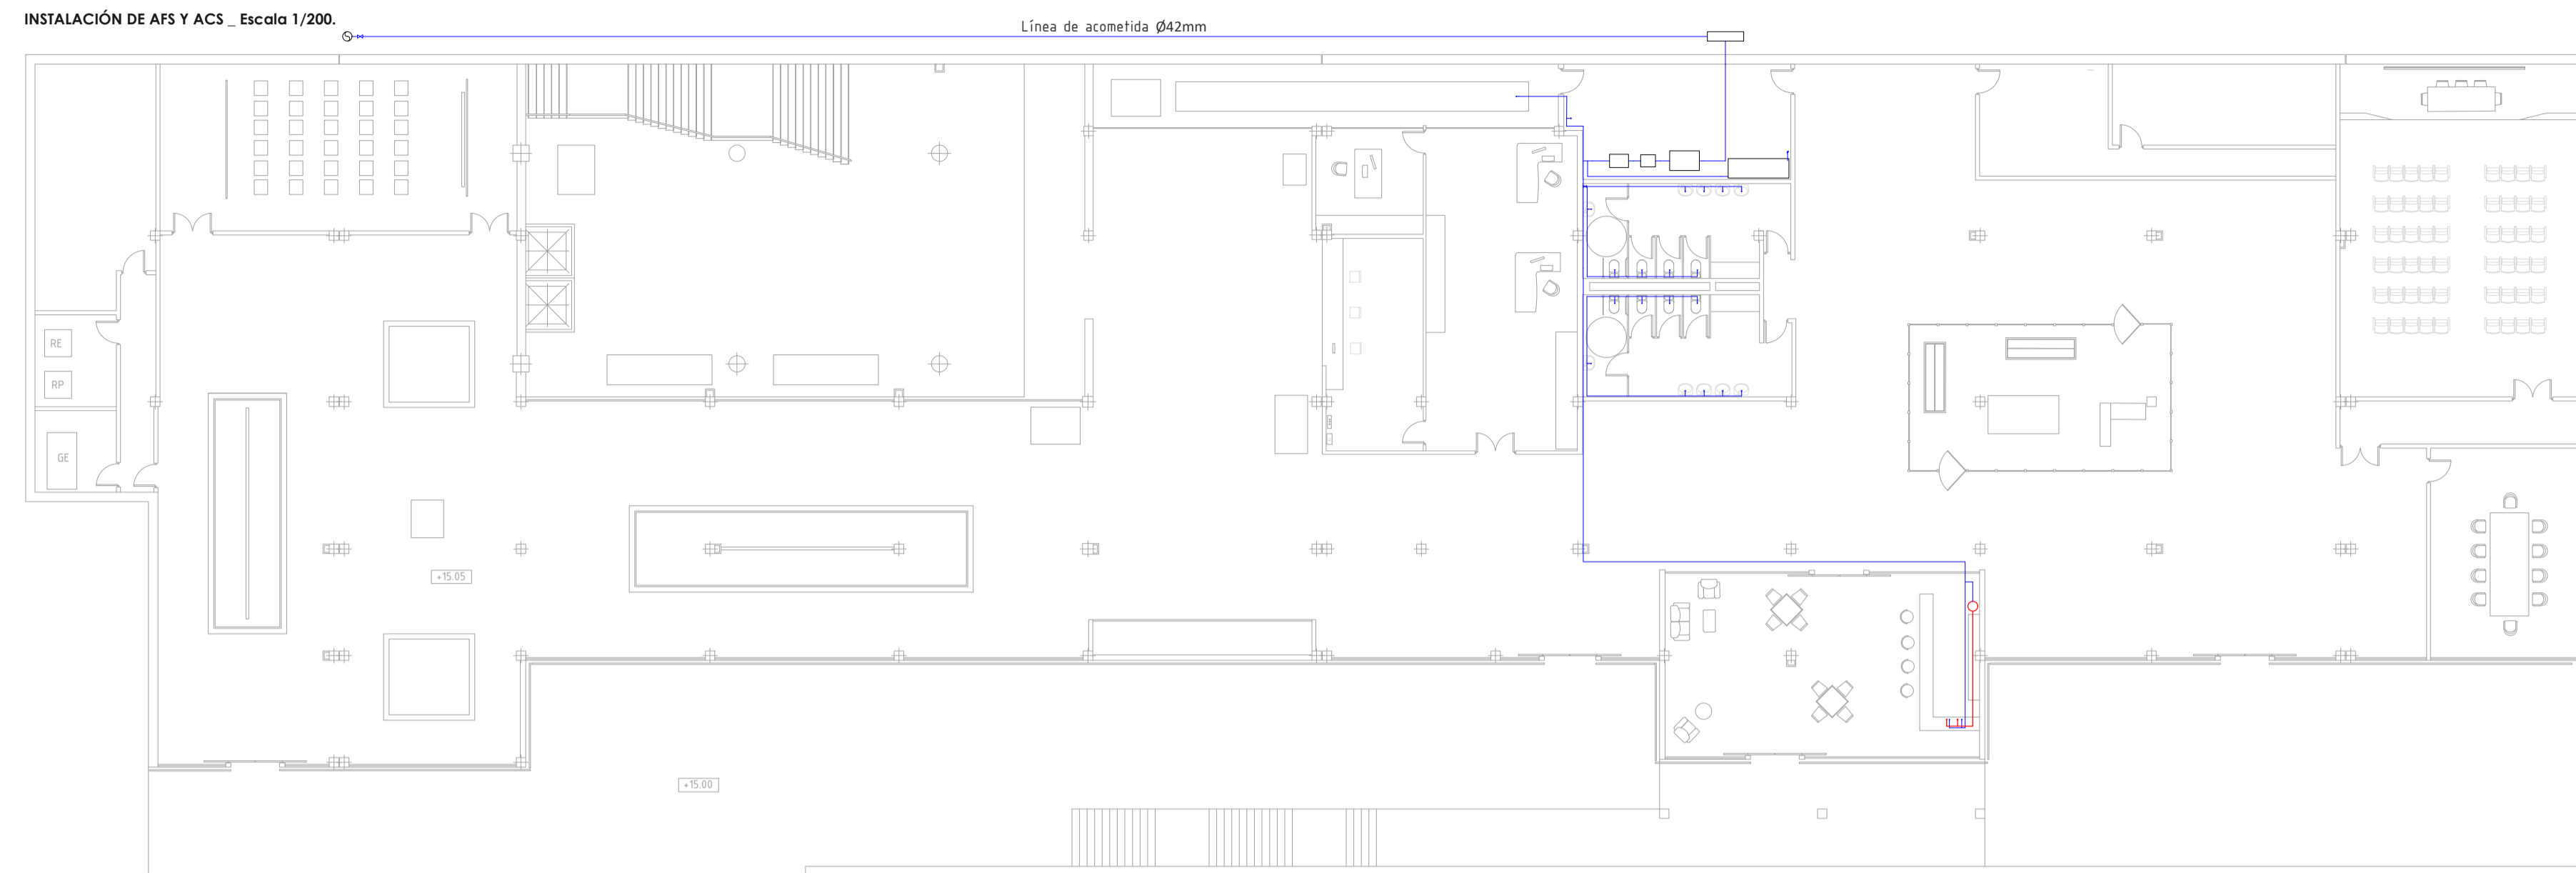 INSTALACIÓN DE AFS Y ACS _ Escala 1/200.
Línea de acometida Ø42mm
RE
RP
GE
+15.05
+15.00